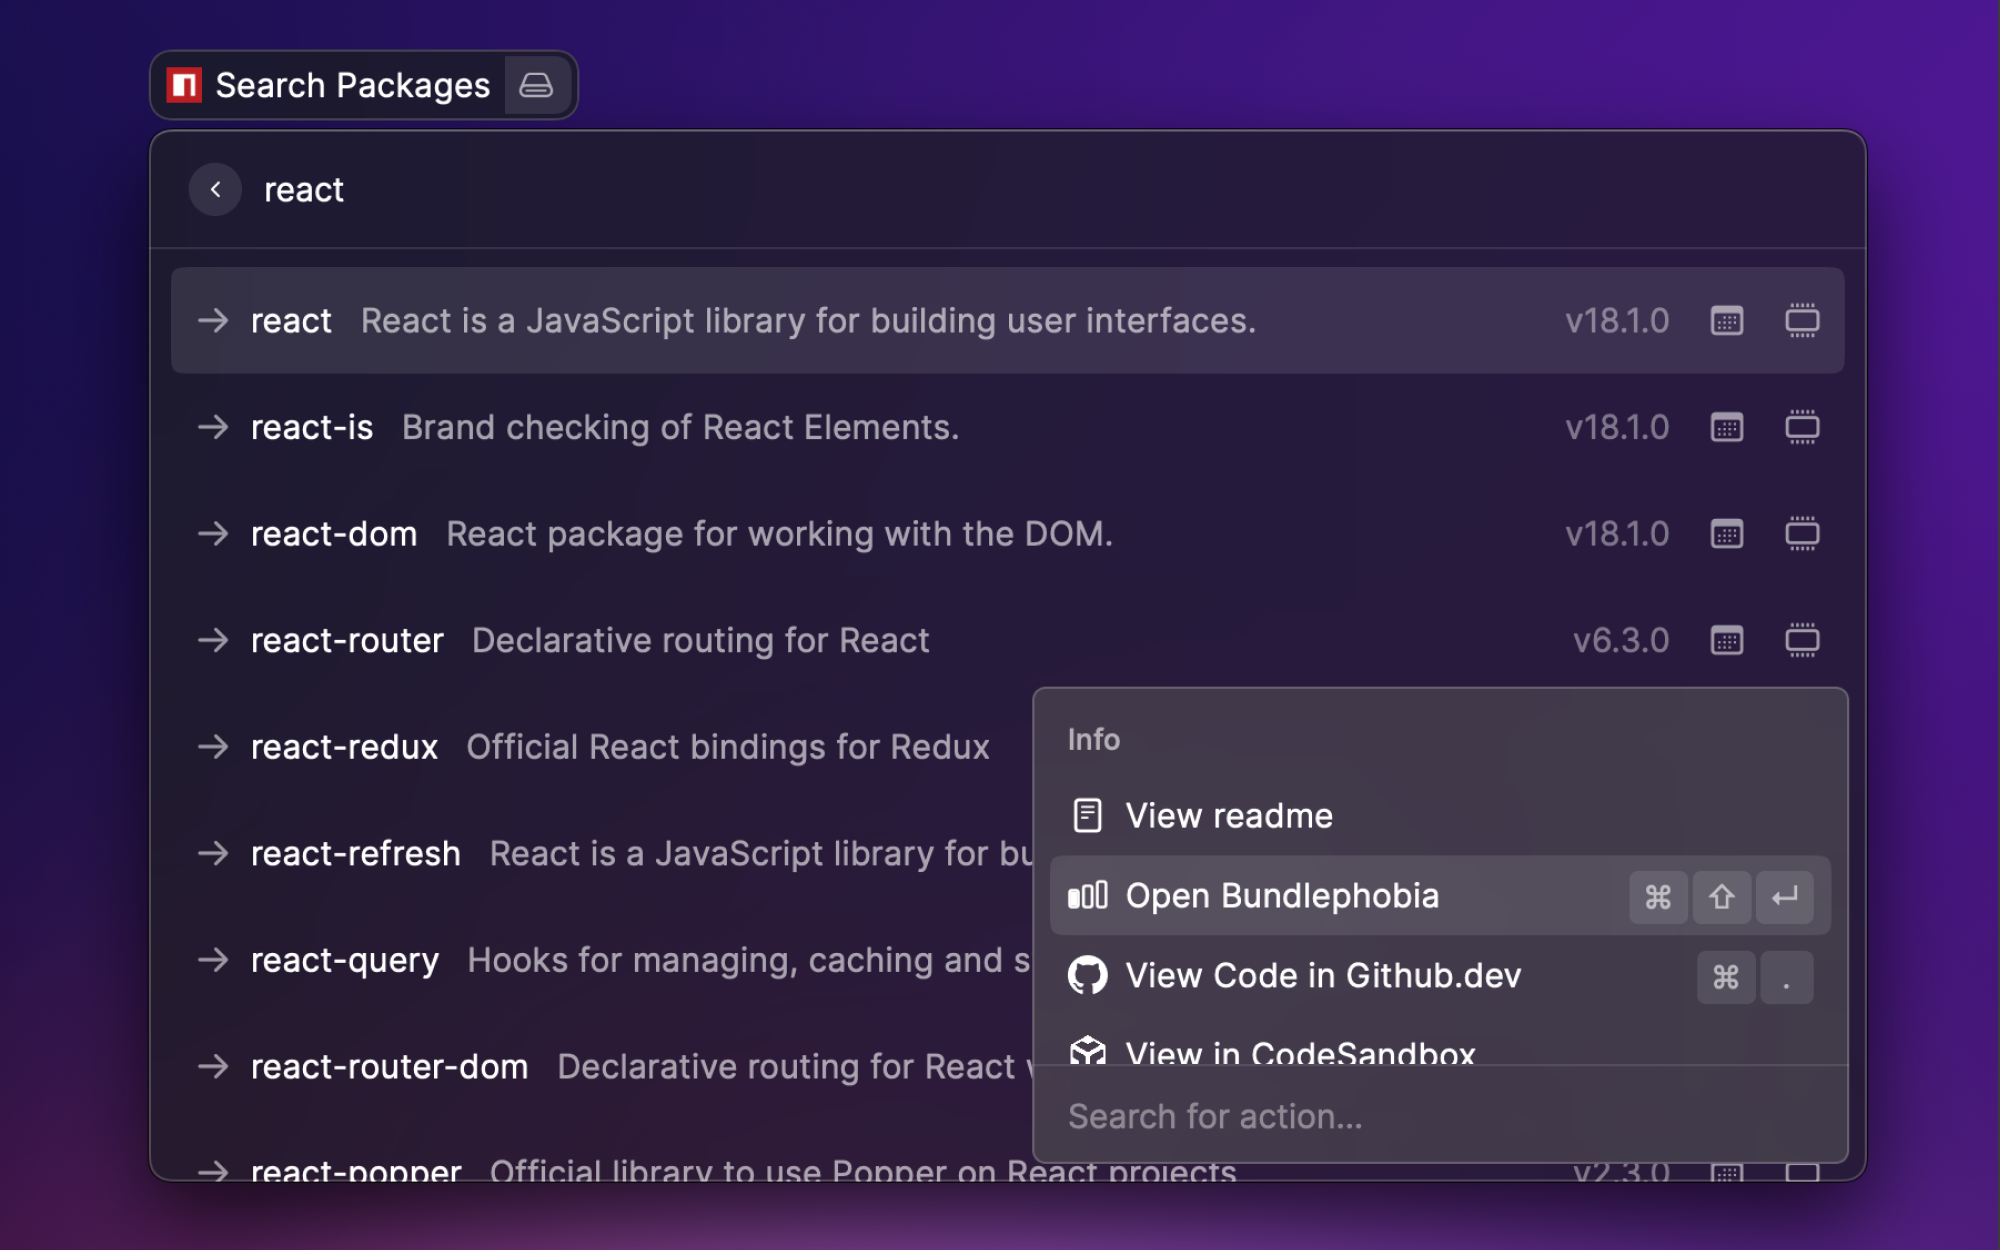 Search Packages
react
react React is a JavaScript library for building user interfaces. v18.1.0
react-is Brand checking of React Elements. v18.1.0
react-dom React package for working with the DOM. v18.1.0
react-router Declarative routing for React v6.3.0
react-redux Official React bindings for Redux
react-refresh React is a JavaScript library for bu
react-query Hooks for managing, caching and s
react-router-dom Declarative routing for React
react-popper Official library to use Popper on React projects v2.3.0
Info
View readme
Open Bundlephobia ⌘ ⇧ ↵
View Code in Github.dev ⌘ .
View in CodeSandbox
Search for action...